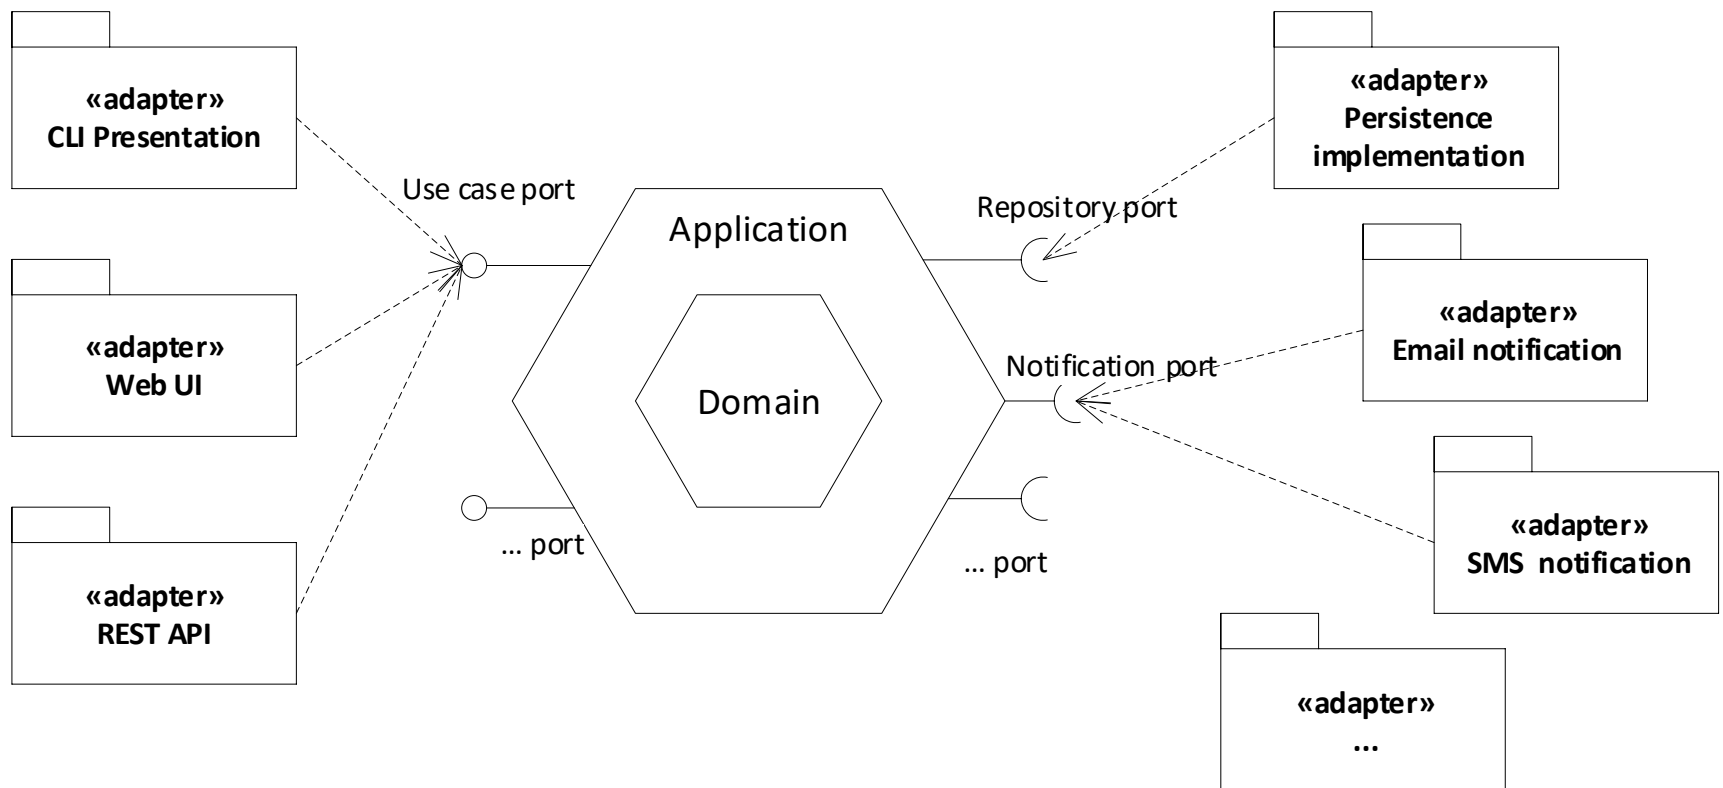 «adapter»
CLI Presentation
«adapter»
Web UI
«adapter»
REST API
Use case port
... port
Application
Domain
Repository port
Notification port
... port
«adapter»
Persistence
implementation
«adapter»
Email notification
«adapter»
SMS notification
«adapter»
...